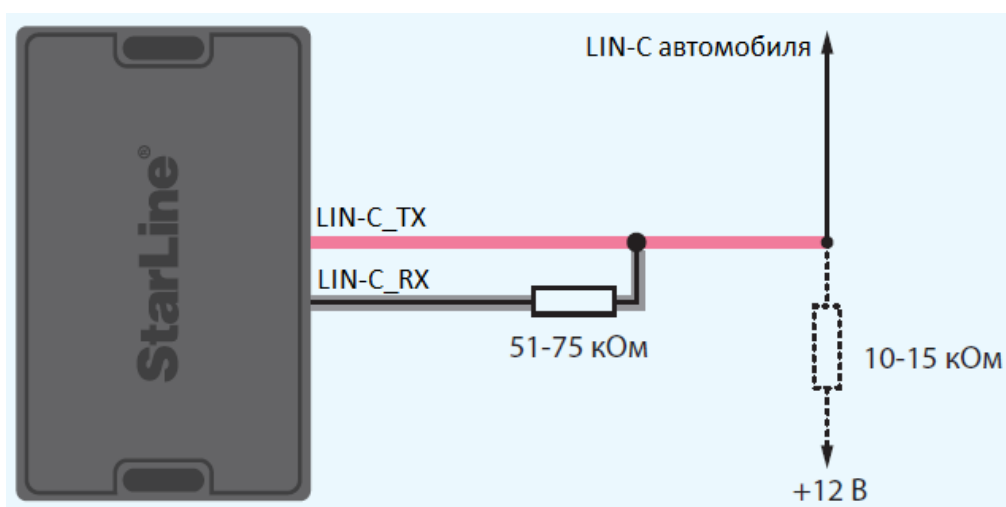 LIN-C автомобиля
StarLine®
LIN-C_TX
LIN-C_RX
51-75 кОм
10-15 кОм
+12 В